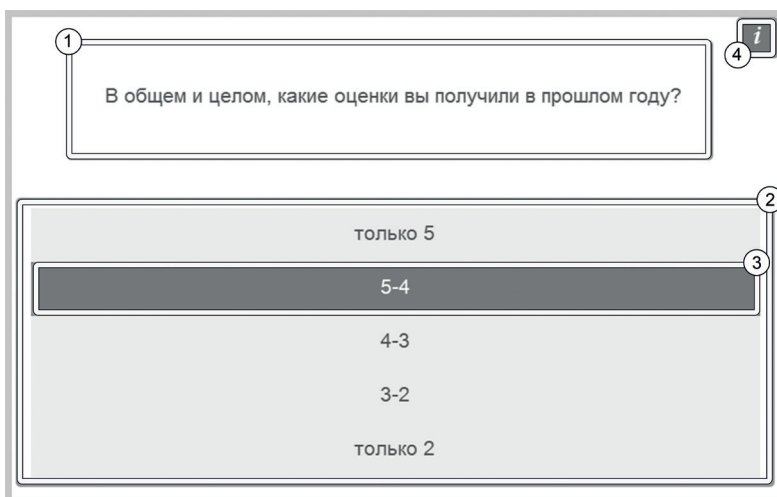 1
i
4
В общем и целом, какие оценки вы получили в прошлом году?
2
только 5
3
5-4
4-3
3-2
только 2